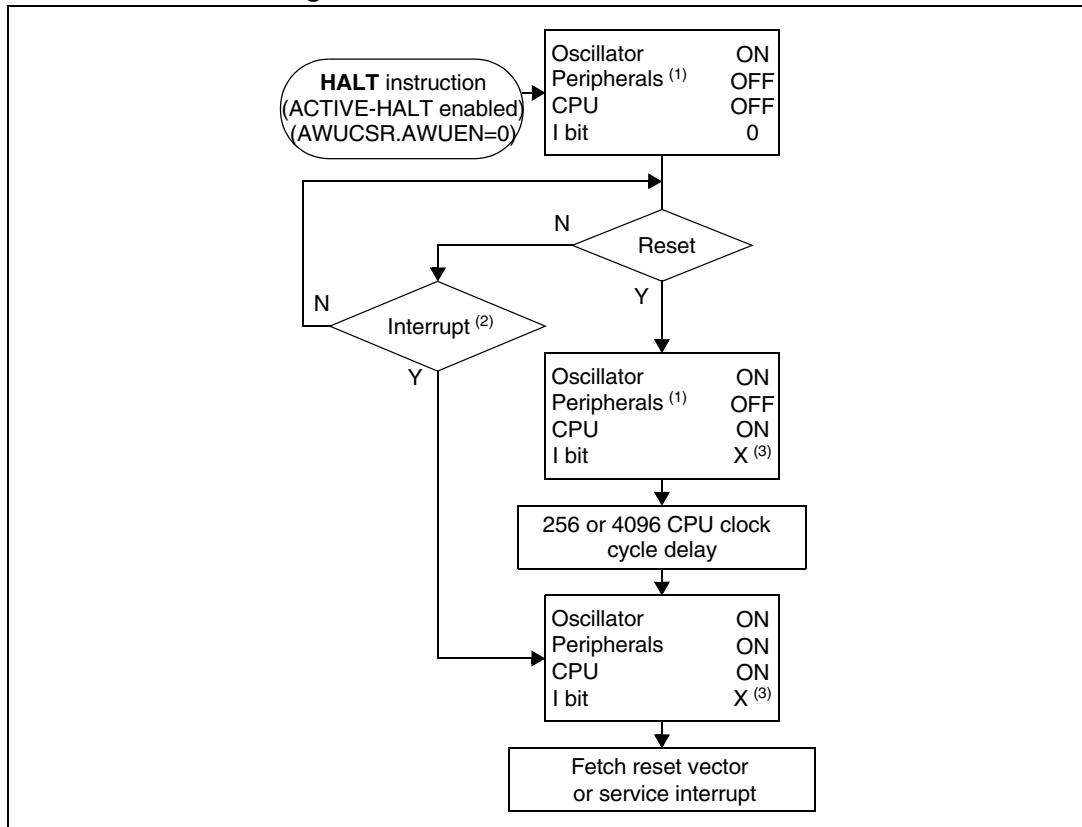 HALT instruction
(ACTIVE-HALT enabled)
(AWUCSR.AWUEN=0)
Oscillator ON
Peripherals (1) OFF
CPU OFF
I bit 0
N
Reset
Y
N
Interrupt (2)
Y
Oscillator ON
Peripherals (1) OFF
CPU ON
I bit X (3)
256 or 4096 CPU clock
cycle delay
Oscillator ON
Peripherals ON
CPU ON
I bit X (3)
Fetch reset vector
or service interrupt